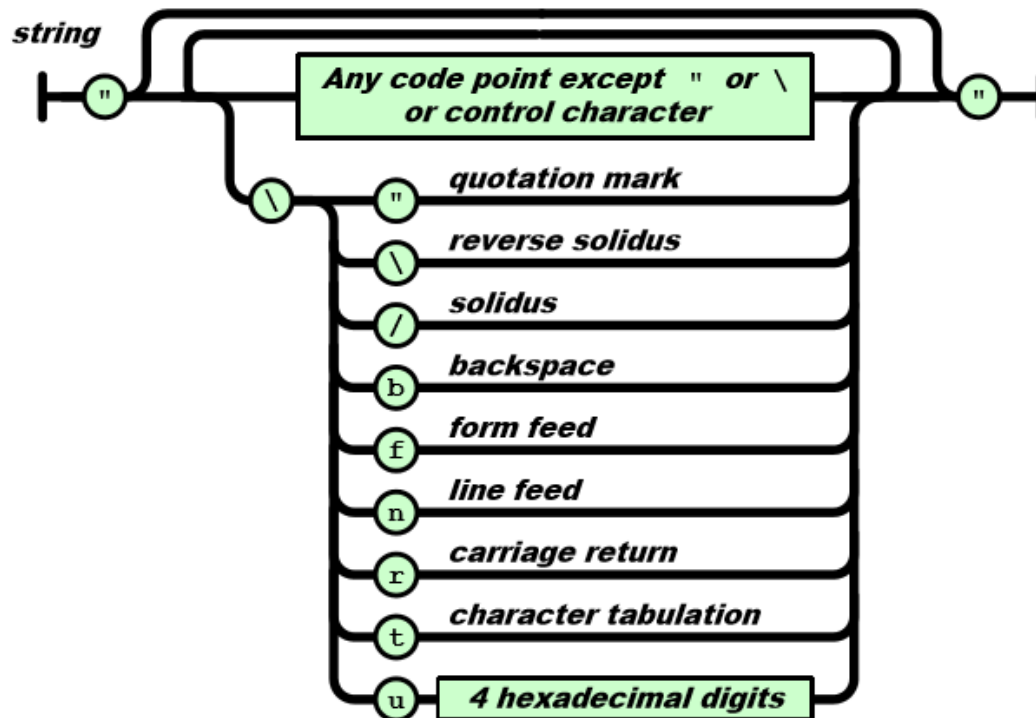 string
" Any code point except " or \ "
or control character
\ " quotation mark
\ reverse solidus
/ solidus
b backspace
f form feed
n line feed
r carriage return
t character tabulation
u 4 hexadecimal digits